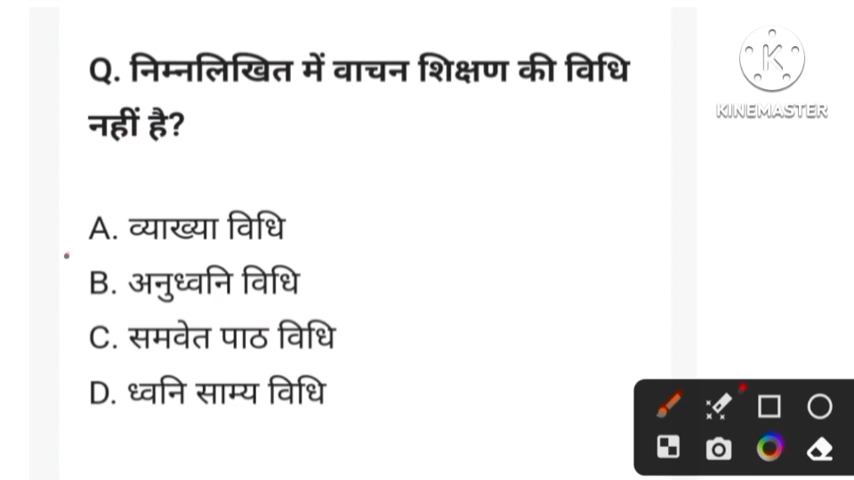 Q. निम्नलिखित में वाचन शिक्षण की विधि
नहीं है?
KINEMASTER
A. व्याख्या विधि
B. अनुध्वनि विधि
C. समवेत पाठ विधि
D. ध्वनि साम्य विधि